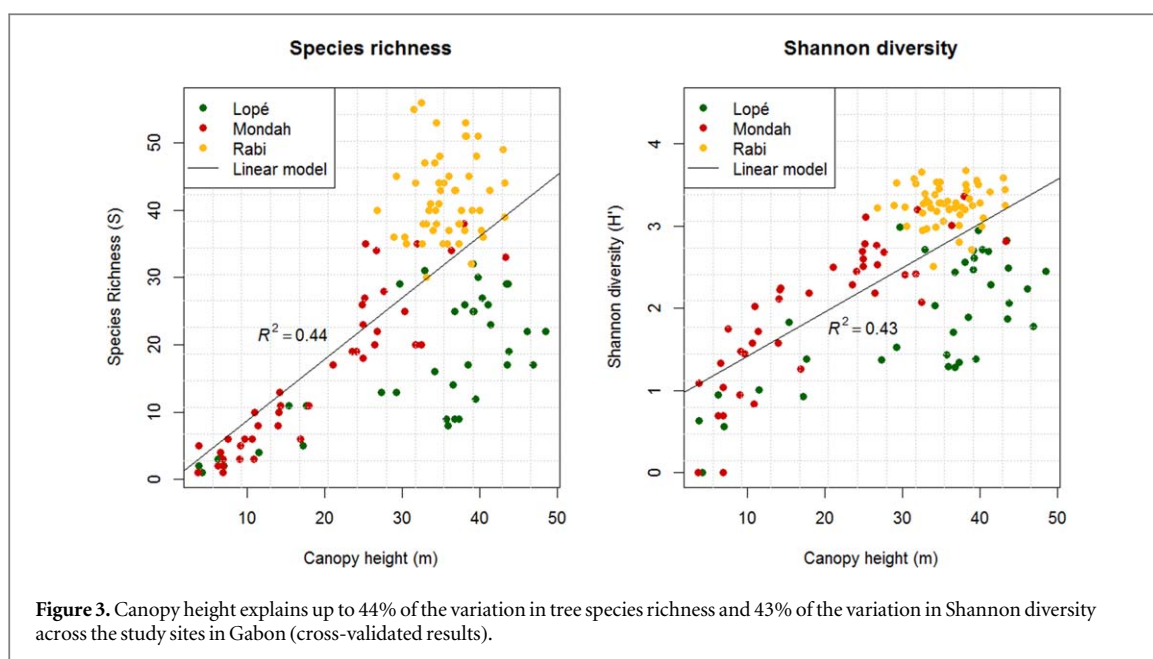 Species richness
Lopé
Mondah
Rabi
Linear model
R² = 0.44
Species Richness (S)
0
10
20
30
40
50
10
20
30
40
50
Canopy height (m)
Shannon diversity
Lopé
Mondah
Rabi
Linear model
R² = 0.43
Shannon diversity (H')
0
1
2
3
4
10
20
30
40
50
Canopy height (m)
Figure 3. Canopy height explains up to 44% of the variation in tree species richness and 43% of the variation in Shannon diversity
across the study sites in Gabon (cross-validated results).